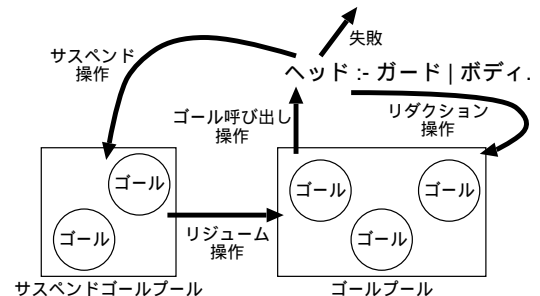 失敗
サスペンド
操作
ヘッド :- ガード | ボディ.
ゴール呼び出し
操作
リダクション
操作
ゴール
ゴール
ゴール
ゴール
ゴール
リジューム
操作
サスペンドゴールプール
ゴールプール